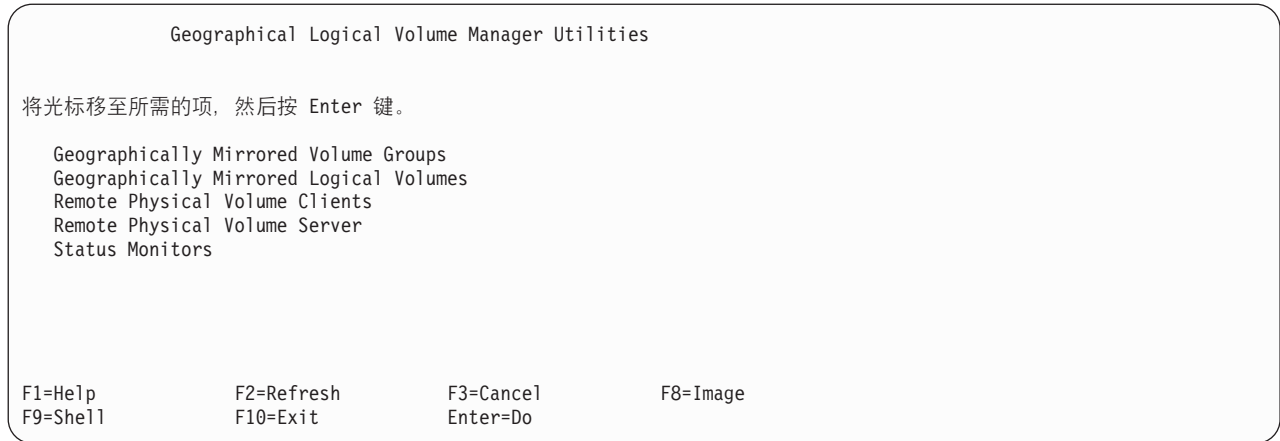 Geographical Logical Volume Manager Utilities
将光标移至所需的项, 然后按 Enter 键。
Geographically Mirrored Volume Groups
Geographically Mirrored Logical Volumes
Remote Physical Volume Clients
Remote Physical Volume Server
Status Monitors
F1=Help F2=Refresh F3=Cancel F8=Image
F9=Shell F10=Exit Enter=Do